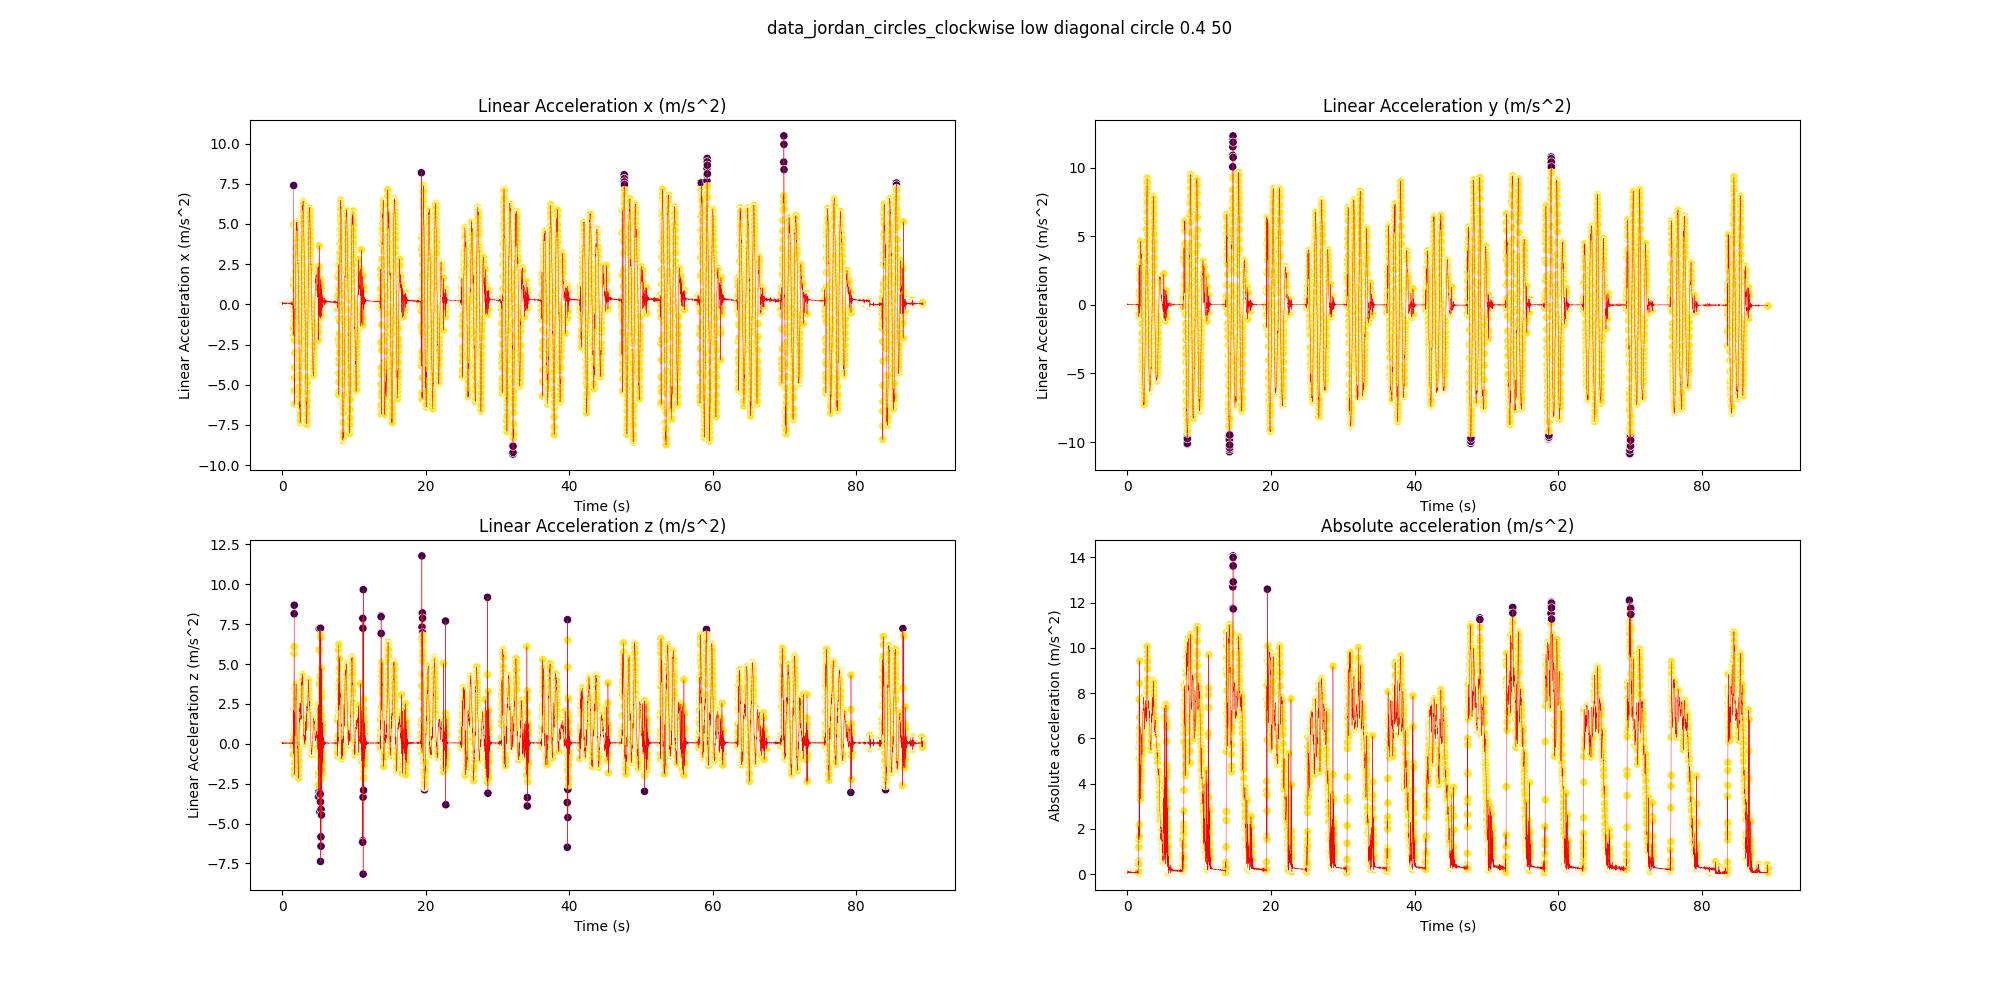 data_jordan_circles_clockwise low diagonal circle 0.4 50
Linear Acceleration x (m/s^2)
Linear Acceleration x (m/s^2)
10.0
7.5
5.0
2.5
0.0
−2.5
−5.0
−7.5
−10.0
0 20 40 60 80
Time (s)
Linear Acceleration y (m/s^2)
Linear Acceleration y (m/s^2)
10
5
0
−5
−10
0 20 40 60 80
Time (s)
Linear Acceleration z (m/s^2)
Linear Acceleration z (m/s^2)
12.5
10.0
7.5
5.0
2.5
0.0
−2.5
−5.0
−7.5
0 20 40 60 80
Time (s)
Absolute acceleration (m/s^2)
Absolute acceleration (m/s^2)
14
12
10
8
6
4
2
0
0 20 40 60 80
Time (s)